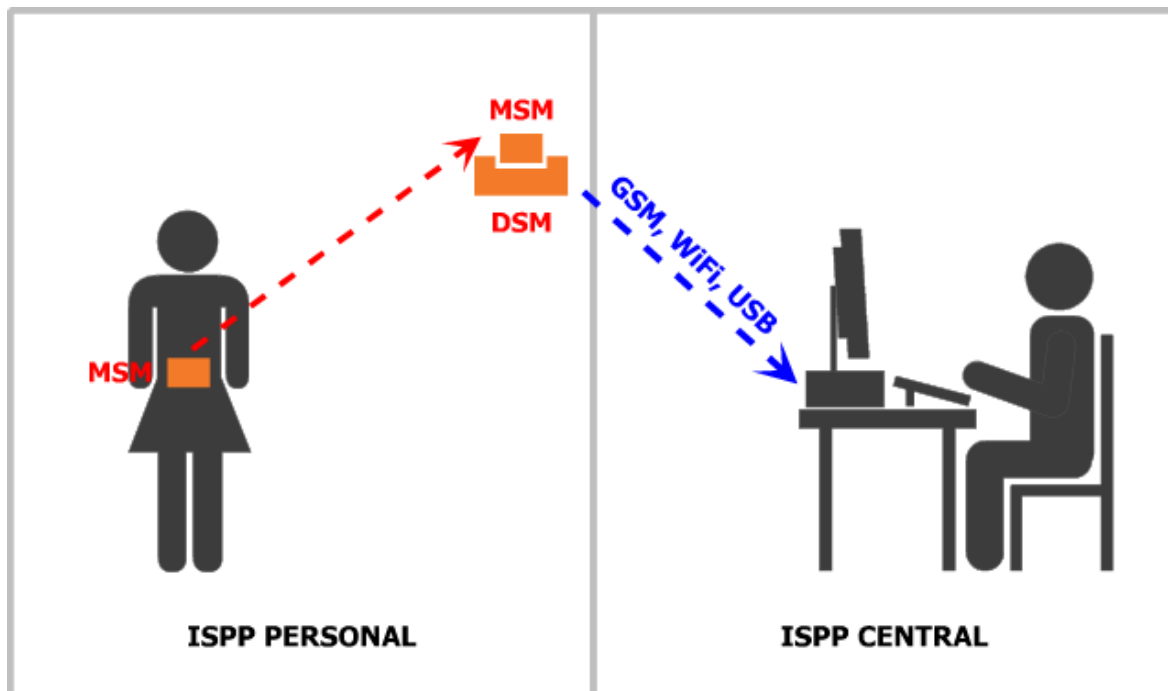 MSM
DSM
GSM, WiFi, USB
MSM
ISPP PERSONAL
ISPP CENTRAL